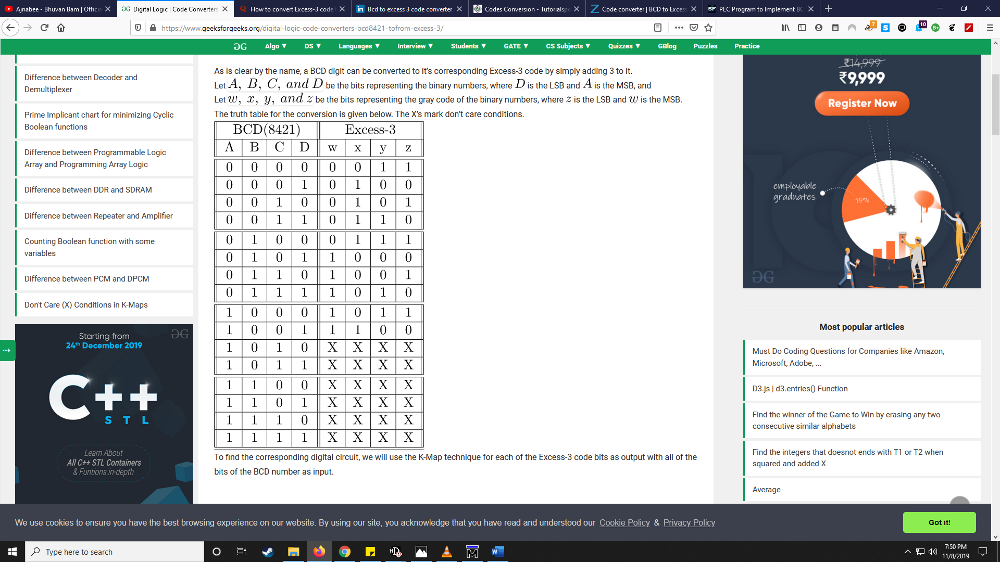 Ajnabee - Bhuvan Bam | Officia
Digital Logic | Code Converters
How to convert Excess-3 code
Bcd to excess 3 code converter
Codes Conversion - Tutorialspo
Code converter | BCD to Excess
PLC Program to Implement BC
https://www.geeksforgeeks.org/digital-logic-code-converters-bcd8421-tofrom-excess-3/
7
10
Algo ▼ DS ▼ Languages ▼ Interview ▼ Students ▼ GATE ▼ CS Subjects ▼ Quizzes ▼ GBlog Puzzles Practice
Difference between Decoder and
Demultiplexer
Prime Implicant chart for minimizing Cyclic
Boolean functions
Difference between Programmable Logic
Array and Programming Array Logic
Difference between DDR and SDRAM
Difference between Repeater and Amplifier
Counting Boolean function with some
variables
Difference between PCM and DPCM
Don't Care (X) Conditions in K-Maps
Starting from
24th December 2019
C++
STL
Learn About
All C++ STL Containers
& Funtions in-depth
As is clear by the name, a BCD digit can be converted to it's corresponding Excess-3 code by simply adding 3 to it.
Let A, B, C, and D be the bits representing the binary numbers, where D is the LSB and A is the MSB, and
Let w, x, y, and z be the bits representing the gray code of the binary numbers, where z is the LSB and w is the MSB.
The truth table for the conversion is given below. The X's mark don't care conditions.
BCD(8421) Excess-3
A B C D w x y z
0 0 0 0 0 0 1 1
0 0 0 1 0 1 0 0
0 0 1 0 0 1 0 1
0 0 1 1 0 1 1 0
0 1 0 0 0 1 1 1
0 1 0 1 1 0 0 0
0 1 1 0 1 0 0 1
0 1 1 1 1 0 1 0
1 0 0 0 1 0 1 1
1 0 0 1 1 1 0 0
1 0 1 0 X X X X
1 0 1 1 X X X X
1 1 0 0 X X X X
1 1 0 1 X X X X
1 1 1 0 X X X X
1 1 1 1 X X X X
To find the corresponding digital circuit, we will use the K-Map technique for each of the Excess-3 code bits as output with all of the
bits of the BCD number as input.
₹14,999
₹9,999
Register Now
employable
graduates
15%
Most popular articles
Must Do Coding Questions for Companies like Amazon,
Microsoft, Adobe, ...
D3.js | d3.entries() Function
Find the winner of the Game to Win by erasing any two
consecutive similar alphabets
Find the integers that doesnot ends with T1 or T2 when
squared and added X
Average
We use cookies to ensure you have the best browsing experience on our website. By using our site, you acknowledge that you have read and understood our Cookie Policy & Privacy Policy
Got it!
Type here to search
7:50 PM
11/8/2019